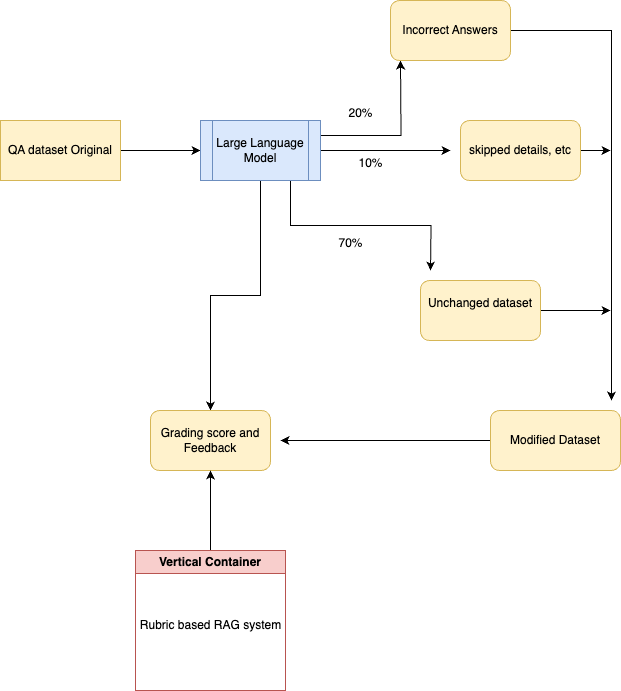 Incorrect Answers
20%
QA dataset Original
Large Language
Model
skipped details, etc
10%
70%
Unchanged dataset
Grading score and
Feedback
Modified Dataset
Vertical Container
Rubric based RAG system